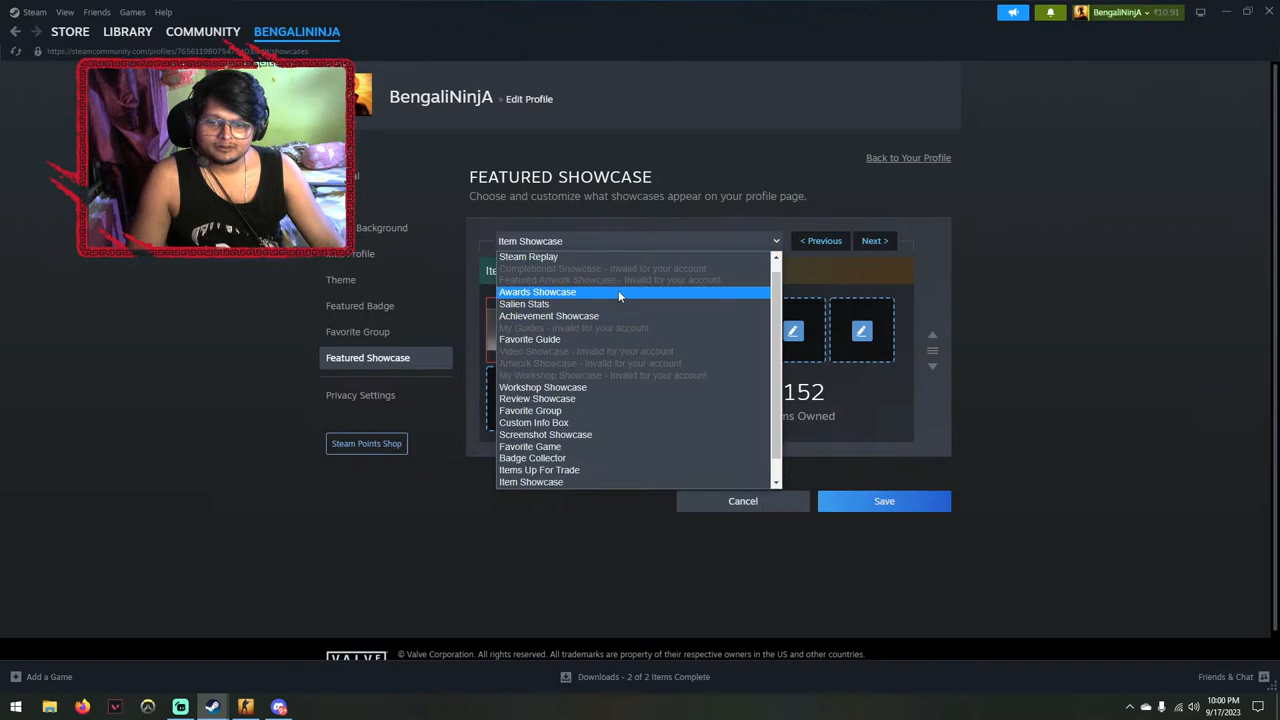 Steam View Friends Games Help
BengaliNinjA ₹10.91
STORE LIBRARY COMMUNITY BENGALININJA
BengaliNinjA » Edit Profile
Back to Your Profile
FEATURED SHOWCASE
Choose and customize what showcases appear on your profile page.
Background
Profile
Theme
Featured Badge
Favorite Group
Featured Showcase
Privacy Settings
Steam Points Shop
Item Showcase
< Previous Next >
Steam Replay
Completionist Showcase - Invalid for your account
Featured Artwork Showcase - Invalid for your account
Awards Showcase
Salien Stats
Achievement Showcase
My Guides - Invalid for your account
Favorite Guide
Video Showcase - Invalid for your account
Artwork Showcase - Invalid for your account
My Workshop Showcase - Invalid for your account
Workshop Showcase
Review Showcase
Favorite Group
Custom Info Box
Screenshot Showcase
Favorite Game
Badge Collector
Items Up For Trade
Item Showcase
152
Owned
Cancel Save
VALVE © Valve Corporation. All rights reserved. All trademarks are property of their respective owners in the US and other countries.
Add a Game Downloads - 2 of 2 Items Complete Friends & Chat
10:00 PM
9/17/2023